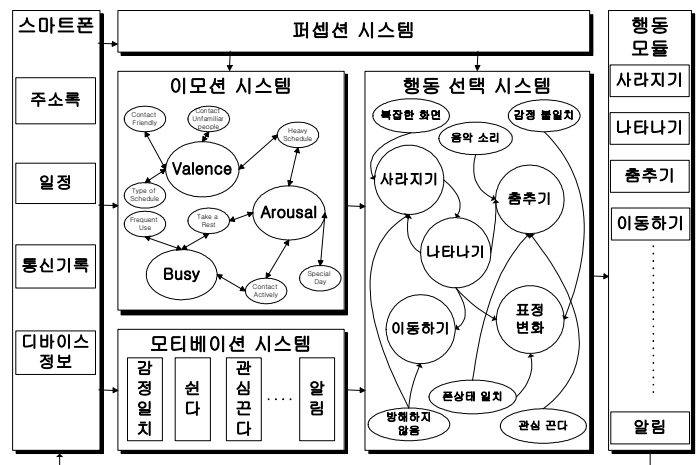 스마트폰
주소록
일정
통신기록
디바이스
정보
퍼셉션 시스템
이모션 시스템
Contact
Friendly
Contact
Unfamiliar
people
Heavy
Schedule
Valence
Type of
Schedule
Arousal
Frequent
Use
Take a
Rest
Busy
Contact
Actively
Special
Day
모티베이션 시스템
감정일치
쉰다
관심끈다
....
알림
행동 선택 시스템
복잡한 화면
음악 소리
감정 불일치
사라지기
춤추기
나타나기
이동하기
표정
변화
폰상태 일치
방해하지
않음
관심 끈다
행동
모듈
사라지기
나타나기
춤추기
이동하기
알림